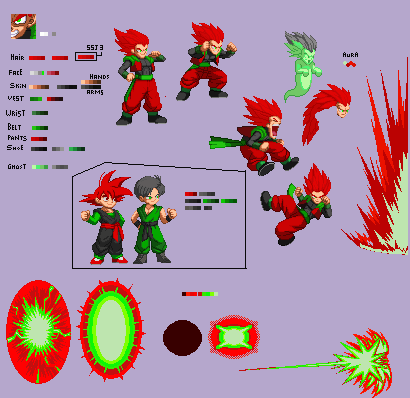 SSJ3
HAIR
FACE
HANDS
SKIN
ARMS
VEST
WRIST
BELT
PANTS
SHOE
GHOST
AURA